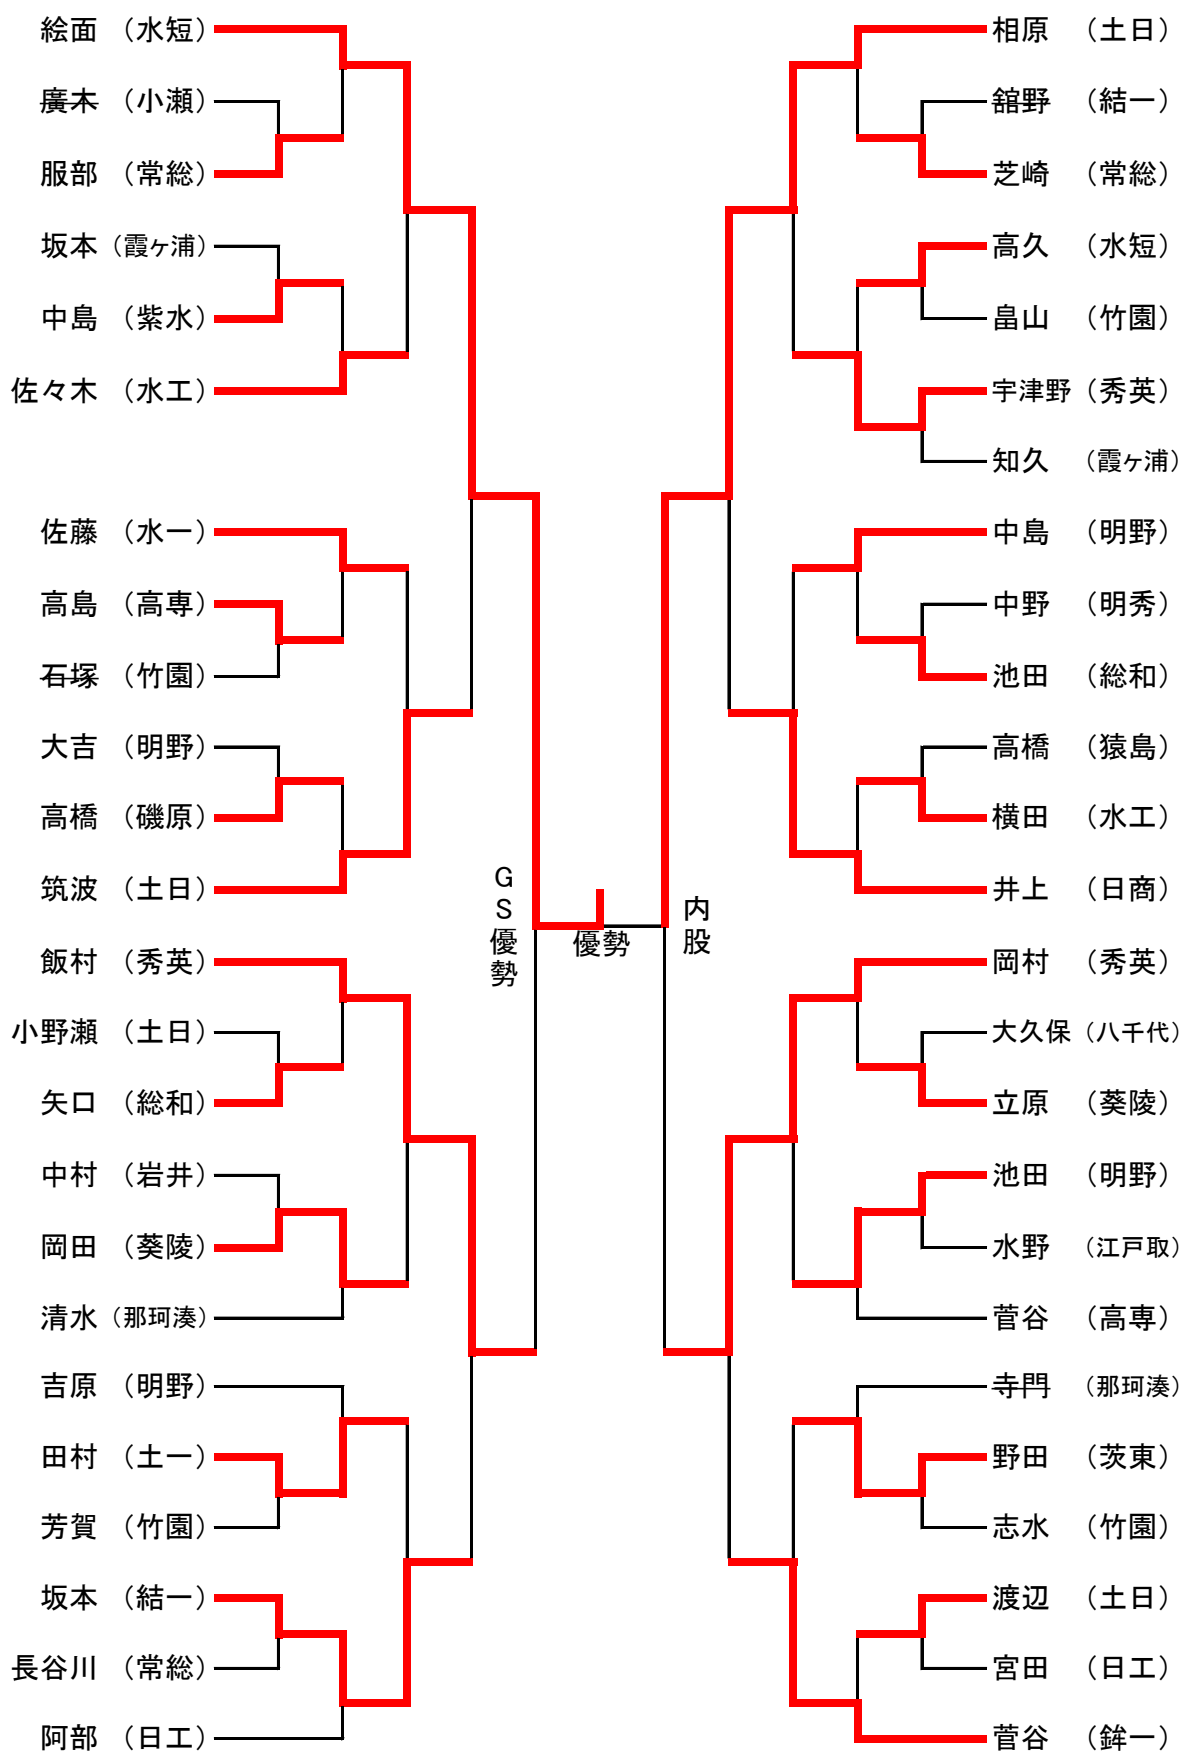 絵面 （水短）
廣木 （小瀬）
服部 （常総）
坂本 （霞ヶ浦）
中島 （紫水）
佐々木 （水工）
佐藤 （水一）
高島 （高専）
石塚 （竹園）
大吉 （明野）
高橋 （磯原）
筑波 （土日）
飯村 （秀英）
小野瀬 （土日）
矢口 （総和）
中村 （岩井）
岡田 （葵陵）
清水 （那珂湊）
吉原 （明野）
田村 （土一）
芳賀 （竹園）
坂本 （結一）
長谷川 （常総）
阿部 （日工）
GS優勢
優勢
内股
相原 （土日）
舘野 （結一）
芝崎 （常総）
高久 （水短）
畠山 （竹園）
宇津野 （秀英）
知久 （霞ヶ浦）
中島 （明野）
中野 （明秀）
池田 （総和）
高橋 （猿島）
横田 （水工）
井上 （日商）
岡村 （秀英）
大久保 （八千代）
立原 （葵陵）
池田 （明野）
水野 （江戸取）
菅谷 （高専）
寺門 （那珂湊）
野田 （茨東）
志水 （竹園）
渡辺 （土日）
宮田 （日工）
菅谷 （鉾一）